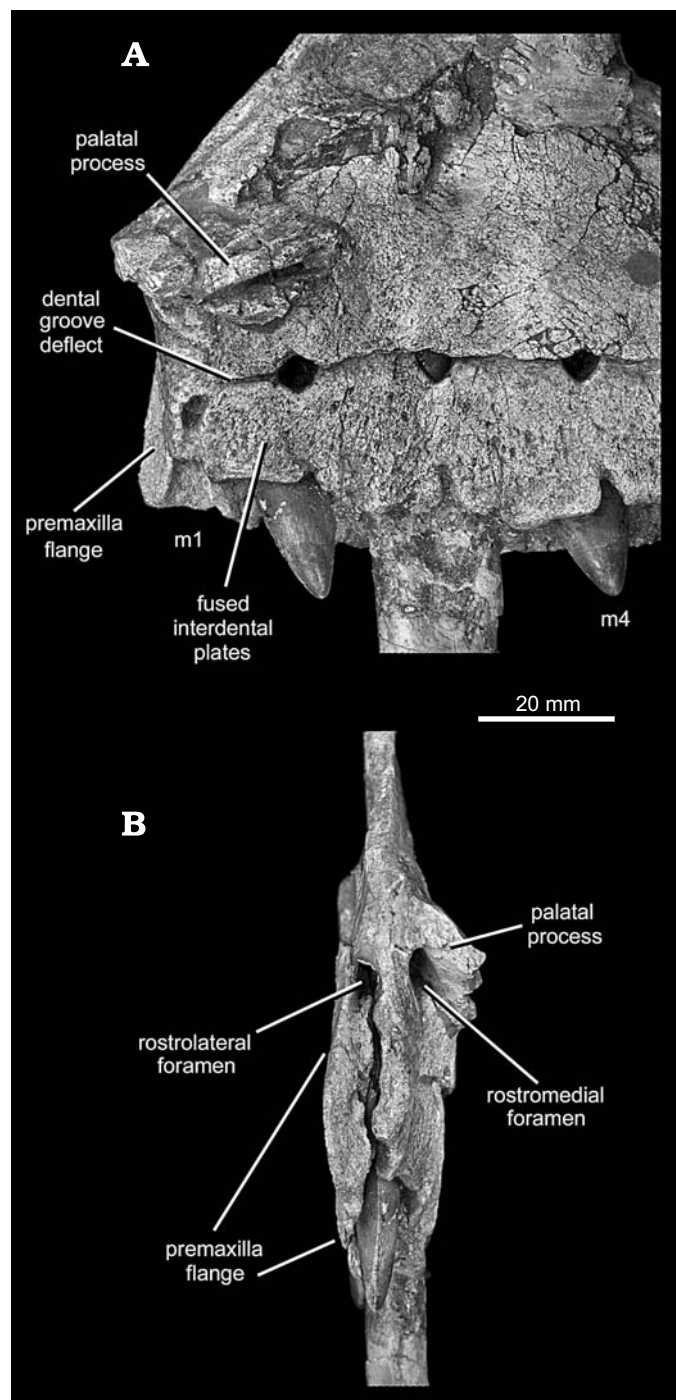 A
palatal
process
dental
groove
deflect
premaxilla
flange
m1
fused
interdental
plates
m4
20 mm
B
palatal
process
rostrolateral
foramen
rostromedial
foramen
premaxilla
flange